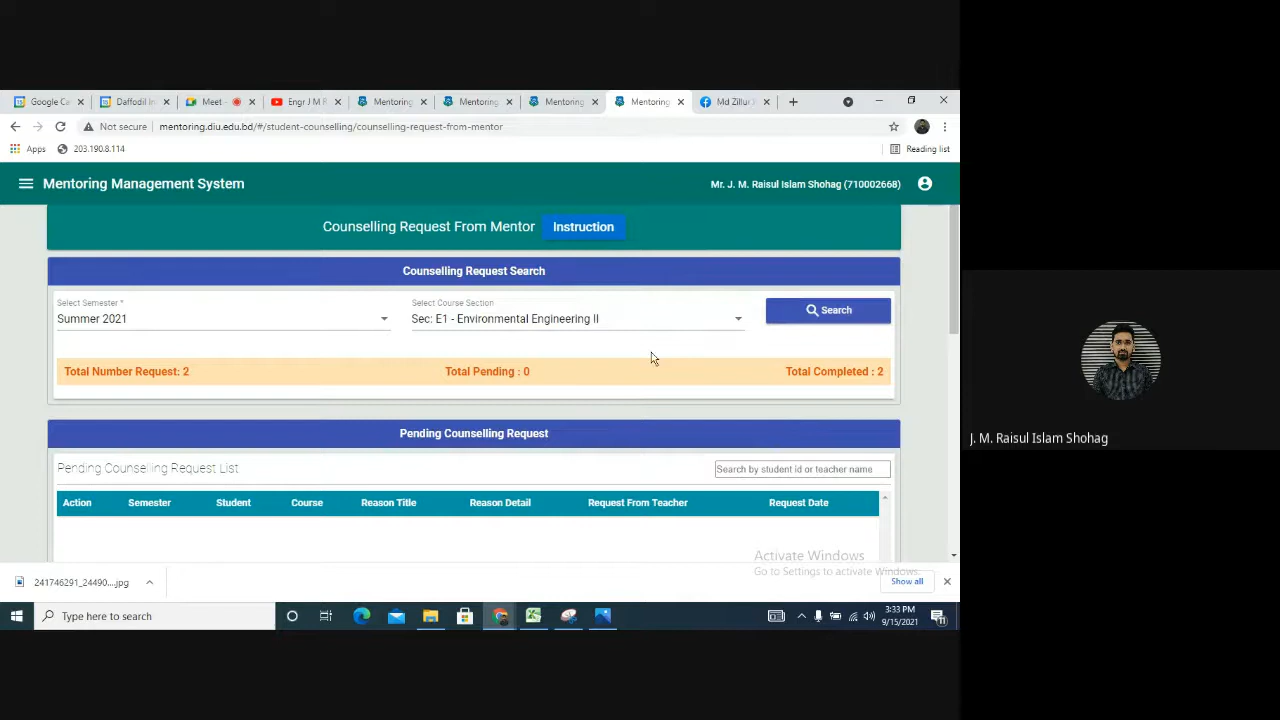 Google Ca
Daffodil In
Meet -
Engr J M R
Mentoring
Mentoring
Mentoring
Mentoring
Md Zillur
Not secure
mentoring.diu.edu.bd/#/student-counselling/counselling-request-from-mentor
Apps
203.190.8.114
Reading list
Mentoring Management System
Mr. J. M. Raisul Islam Shohag (710002668)
Counselling Request From Mentor
Instruction
Counselling Request Search
Select Semester *
Summer 2021
Select Course Section
Sec: E1 - Environmental Engineering II
Search
Total Number Request: 2
Total Pending : 0
Total Completed : 2
Pending Counselling Request
Pending Counselling Request List
Search by student id or teacher name
Action
Semester
Student
Course
Reason Title
Reason Detail
Request From Teacher
Request Date
Activate Windows
Go to Settings to activate Windows.
241746291_24490....jpg
Show all
Type here to search
3:33 PM
9/15/2021
J. M. Raisul Islam Shohag